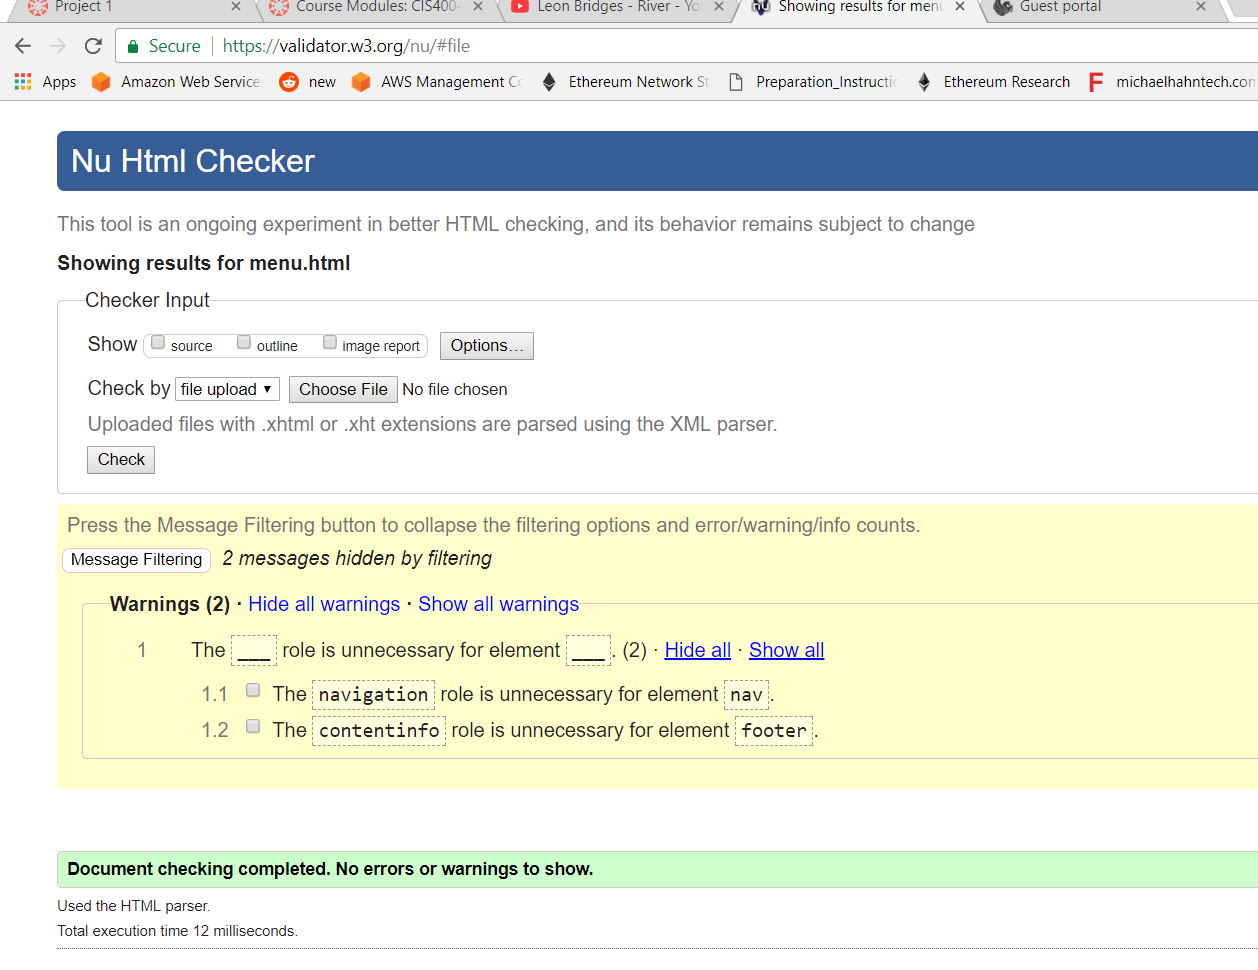 Project 1 Course Modules: CIS400 Leon Bridges - River - Yo Showing results for menu Guest portal
Secure https://validator.w3.org/nu/#file
Apps Amazon Web Service new AWS Management Co Ethereum Network St Preparation_Instructio Ethereum Research michaelhahntech.com
Nu Html Checker
This tool is an ongoing experiment in better HTML checking, and its behavior remains subject to change
Showing results for menu.html
Checker Input
Show source outline image report Options...
Check by file upload Choose File No file chosen
Uploaded files with .xhtml or .xht extensions are parsed using the XML parser.
Check
Press the Message Filtering button to collapse the filtering options and error/warning/info counts.
Message Filtering 2 messages hidden by filtering
Warnings (2) · Hide all warnings · Show all warnings
1 The ___ role is unnecessary for element ___. (2) · Hide all · Show all
1.1 The navigation role is unnecessary for element nav.
1.2 The contentinfo role is unnecessary for element footer.
Document checking completed. No errors or warnings to show.
Used the HTML parser.
Total execution time 12 milliseconds.